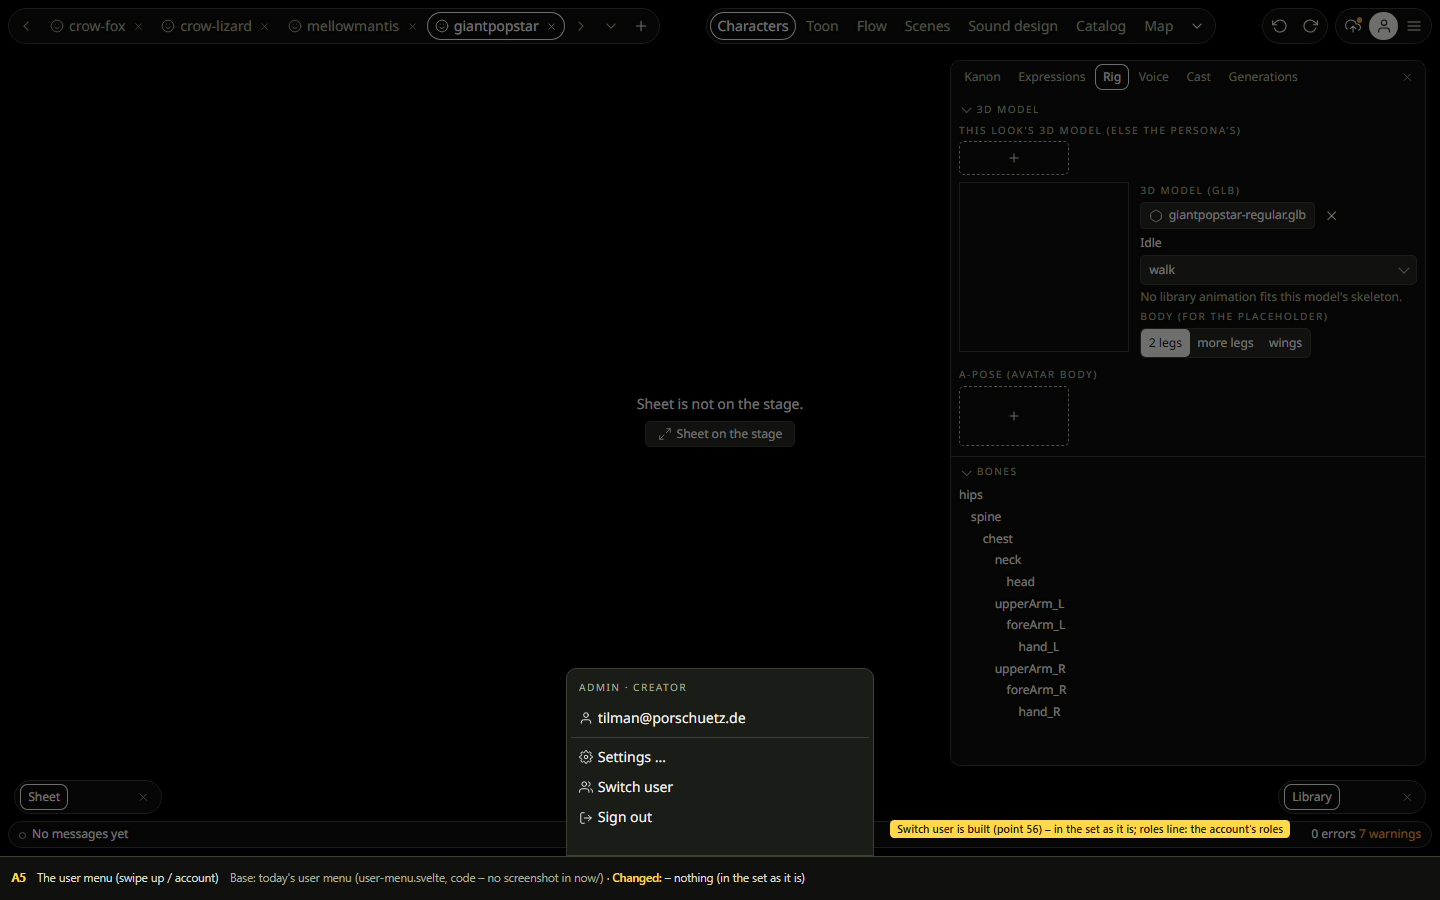 crow-fox
crow-lizard
mellowmantis
giantpopstar
Characters
Toon
Flow
Scenes
Sound design
Catalog
Map
Kanon
Expressions
Rig
Voice
Cast
Generations
3D MODEL
THIS LOOK'S 3D MODEL (ELSE THE PERSONA'S)
3D MODEL (GLB)
giantpopstar-regular.glb
Idle
walk
No library animation fits this model's skeleton.
BODY (FOR THE PLACEHOLDER)
2 legs
more legs
wings
A-POSE (AVATAR BODY)
Sheet is not on the stage.
Sheet on the stage
BONES
hips
spine
chest
neck
head
upperArm_L
foreArm_L
hand_L
upperArm_R
foreArm_R
hand_R
ADMIN · CREATOR
tilman@porschuetz.de
Settings ...
Switch user
Sign out
Sheet
Library
No messages yet
Switch user is built (point 56) – in the set as it is; roles line: the account's roles
0 errors 7 warnings
A5 The user menu (swipe up / account) Base: today's user menu (user-menu.svelte, code – no screenshot in now/) · Changed: – nothing (in the set as it is)